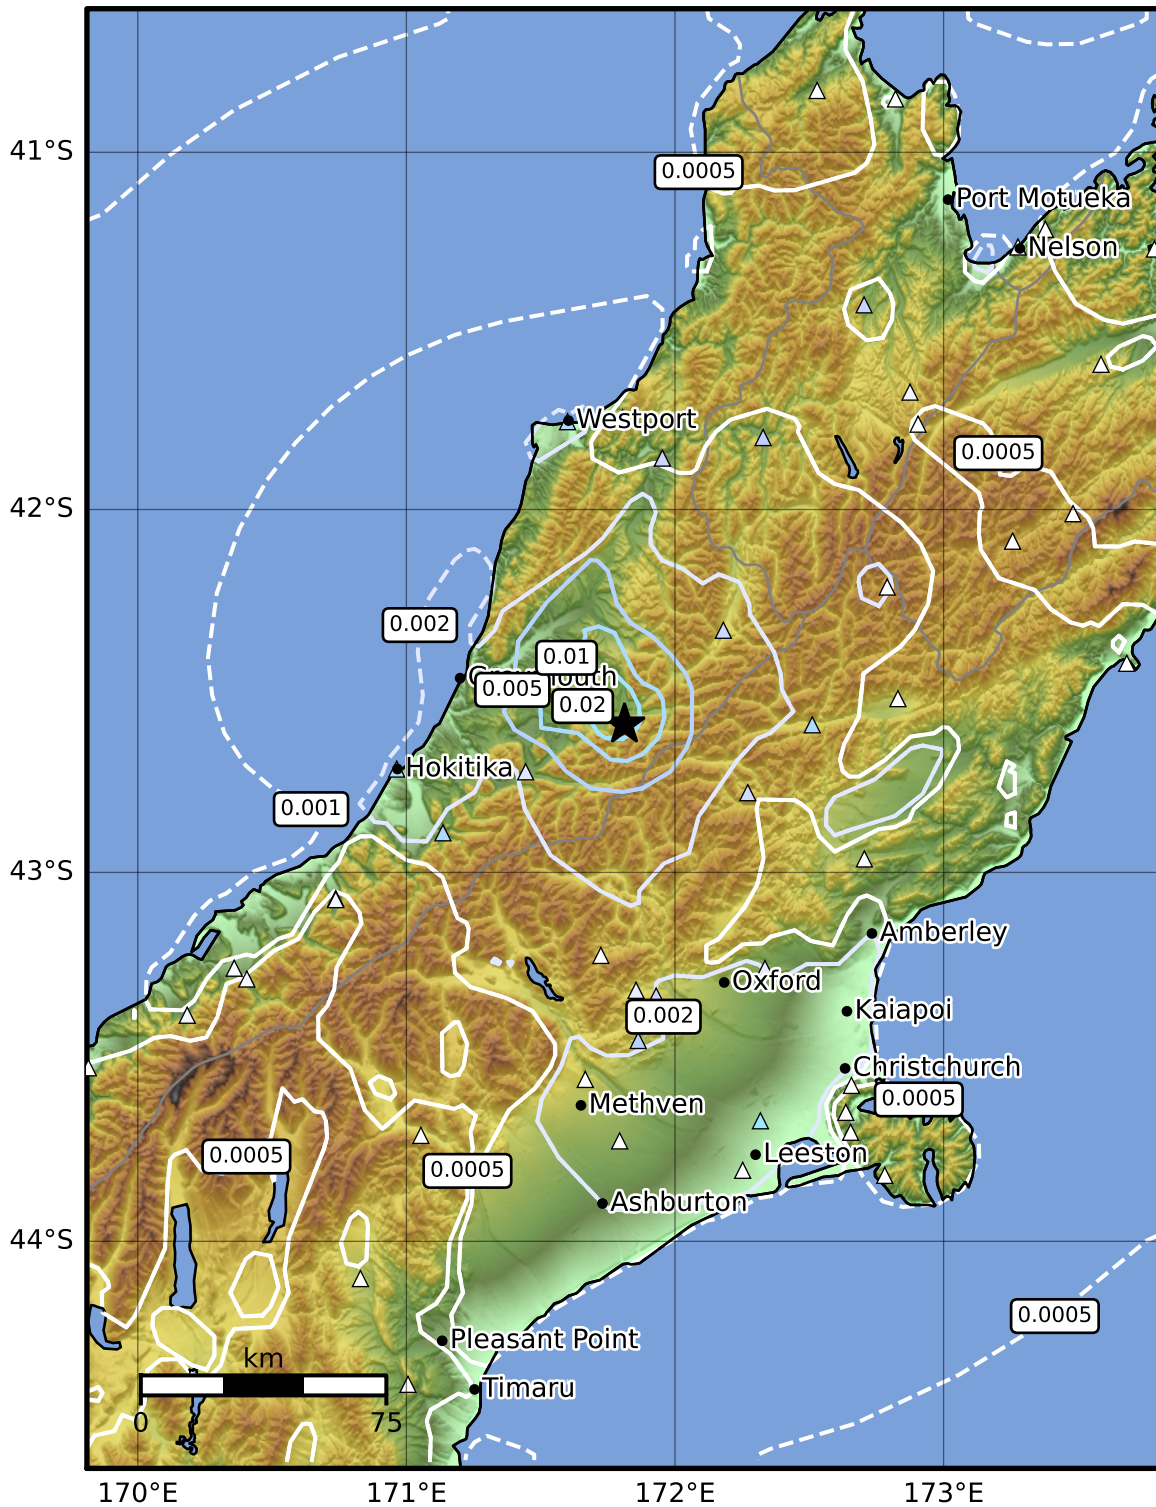 41°S
0.0005
Port Motueka
Nelson
Westport
0.0005
42°S
0.002
0.01
0.005
0.02
Hokitika
0.001
43°S
Amberley
Oxford
0.002
Kaiapoi
Christchurch
0.0005
Methven
0.0005
0.0005
Leeston
Ashburton
44°S
0.0005
Pleasant Point
km
Timaru
0
75
170°E
171°E
172°E
173°E